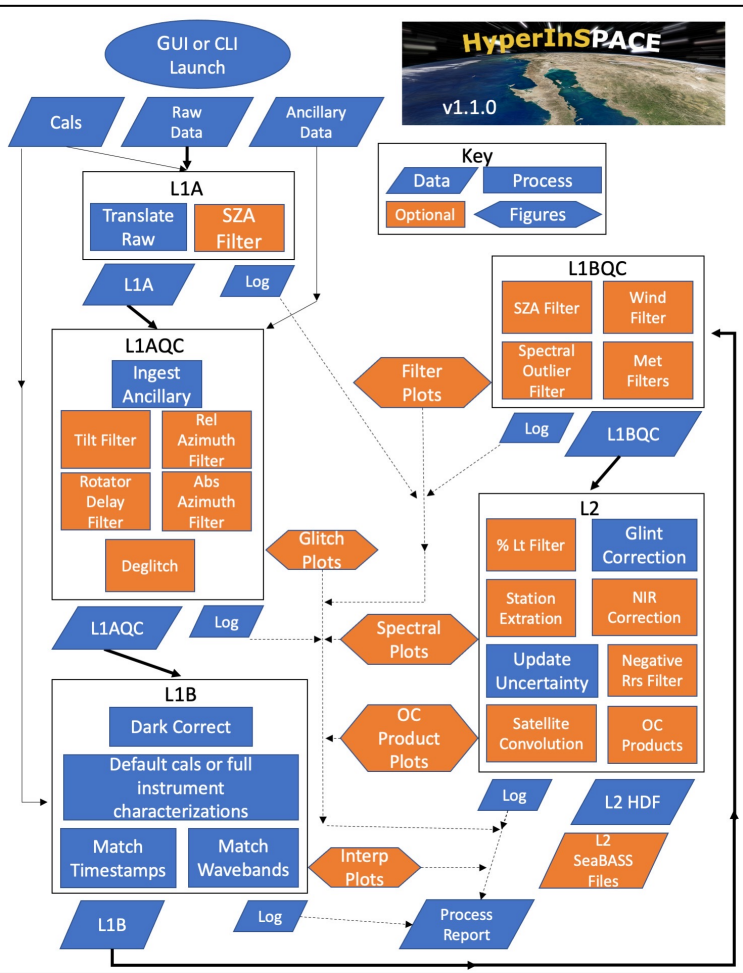 GUI or CLI
Launch
HyperInSPACE
v1.1.0
Cals
Raw
Data
Ancillary
Data
Key
Data
Process
Optional
Figures
L1A
Translate
Raw
SZA
Filter
L1A
Log
L1AQC
Ingest
Ancillary
Tilt Filter
Rel
Azimuth
Filter
Rotator
Delay
Filter
Abs
Azimuth
Filter
Deglitch
L1AQC
Log
L1B
Dark Correct
Default cals or full
instrument
characterizations
Match
Timestamps
Match
Wavebands
L1B
Log
L1BQC
SZA Filter
Wind
Filter
Spectral
Outlier
Filter
Met
Filters
Filter
Plots
Log
L1BQC
L2
% Lt Filter
Glint
Correction
Station
Extration
NIR
Correction
Update
Uncertainty
Negative
Rrs Filter
Satellite
Convolution
OC
Products
Glitch
Plots
Spectral
Plots
OC
Product
Plots
Interp
Plots
Log
L2 HDF
L2
SeaBASS
Files
Process
Report